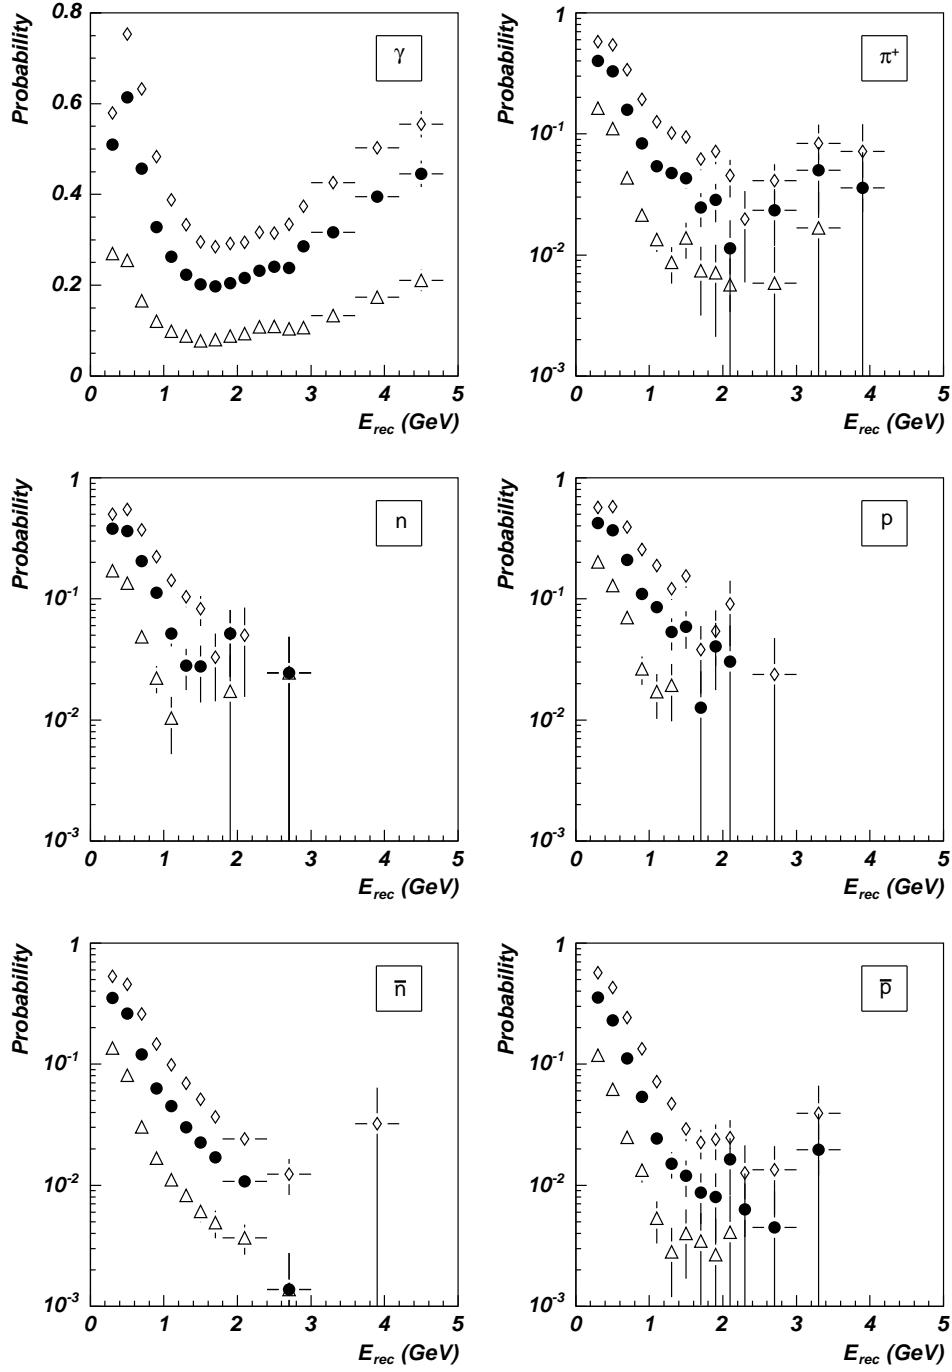 Probability
0.8
0.6
0.4
0.2
0
γ
0 1 2 3 4 5
E_rec (GeV)
Probability
1
10^-1
10^-2
10^-3
π^+
0 1 2 3 4 5
E_rec (GeV)
Probability
1
10^-1
10^-2
10^-3
n
0 1 2 3 4 5
E_rec (GeV)
Probability
1
10^-1
10^-2
10^-3
p
0 1 2 3 4 5
E_rec (GeV)
Probability
1
10^-1
10^-2
10^-3
n̅
0 1 2 3 4 5
E_rec (GeV)
Probability
1
10^-1
10^-2
10^-3
p̅
0 1 2 3 4 5
E_rec (GeV)